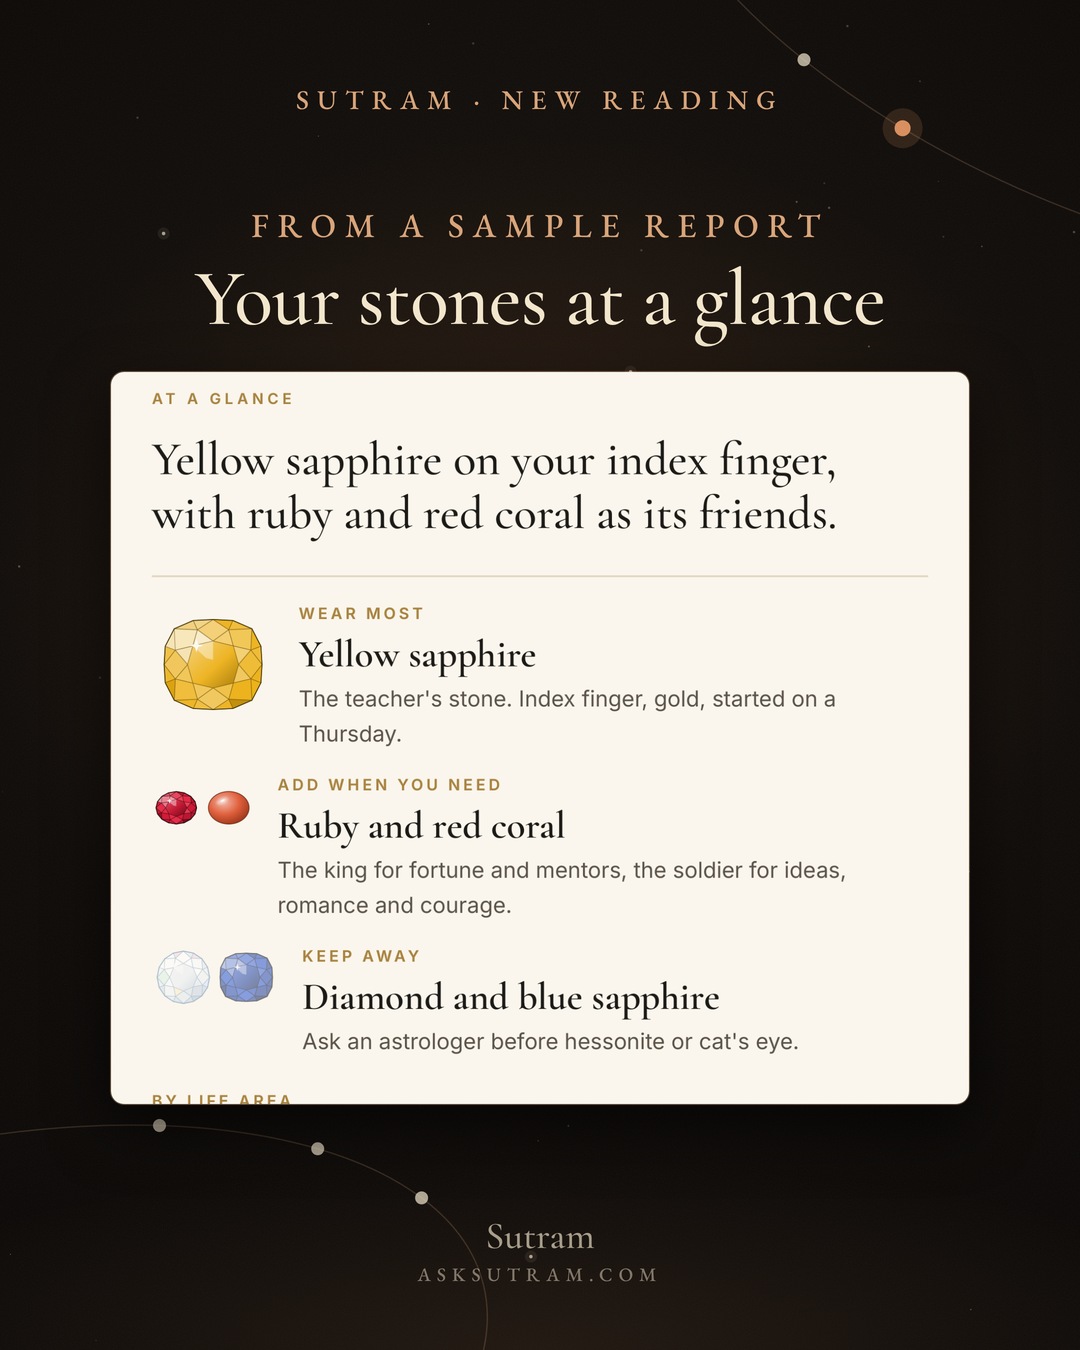 SUTRAM · NEW READING
FROM A SAMPLE REPORT
Your stones at a glance
AT A GLANCE
Yellow sapphire on your index finger,
with ruby and red coral as its friends.
WEAR MOST
Yellow sapphire
The teacher's stone. Index finger, gold, started on a
Thursday.
ADD WHEN YOU NEED
Ruby and red coral
The king for fortune and mentors, the soldier for ideas,
romance and courage.
KEEP AWAY
Diamond and blue sapphire
Ask an astrologer before hessonite or cat's eye.
BY LIFE AREA
Sutram
ASKSUTRAM.COM